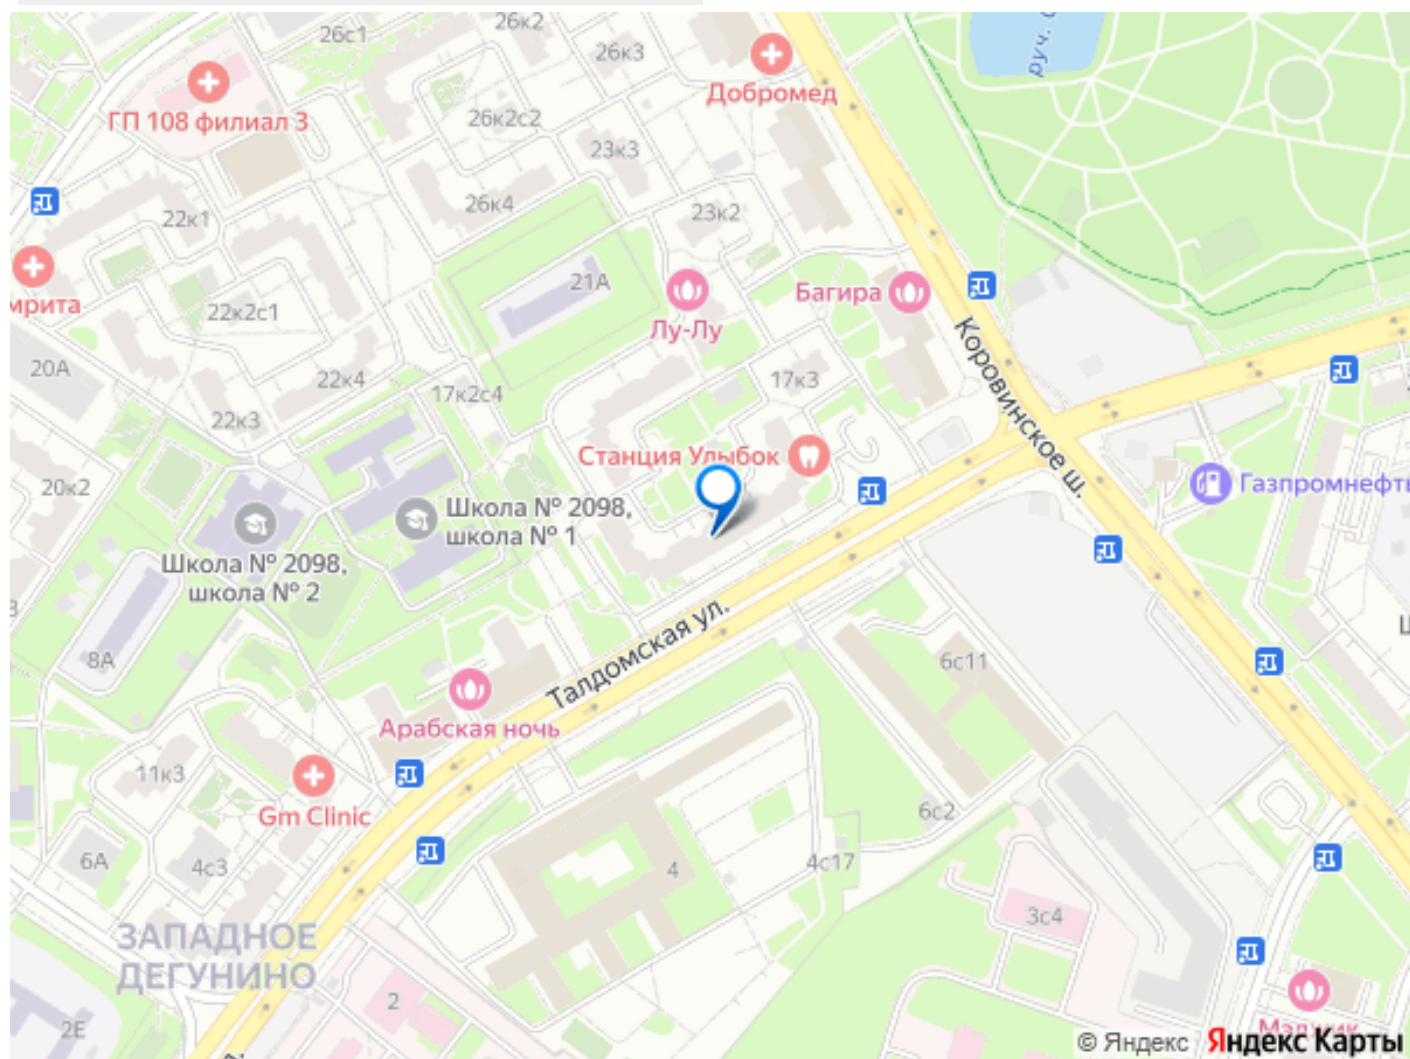 26с1
26к2
26к3
руч.
Добромед
ГП 108 филиал 3
26к2с2
23к3
26к4
22к1
23к2
мрита
21А
Багира
22к2с1
Лу-Лу
Коровинское ш.
20А
22к4
17к3
17к2с4
22к3
Станция Улыбок
20к2
Газпромнефть
Школа № 2098,
школа № 1
Школа № 2098,
школа № 2
Талдомская ул.
8А
6с11
Арабская ночь
11к3
Gm Clinic
6с2
6А
4с3
4
4с17
3с4
ЗАПАДНОЕ
ДЕГУНИНО
2
2Е
Мэджик
© Яндекс Яндекс Карты